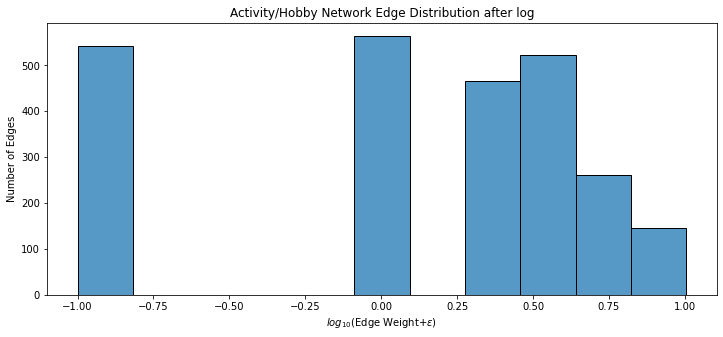 Activity/Hobby Network Edge Distribution after log
500
400
300
200
100
0
Number of Edges
−1.00 −0.75 −0.50 −0.25 0.00 0.25 0.50 0.75 1.00
log₁₀(Edge Weight+ε)